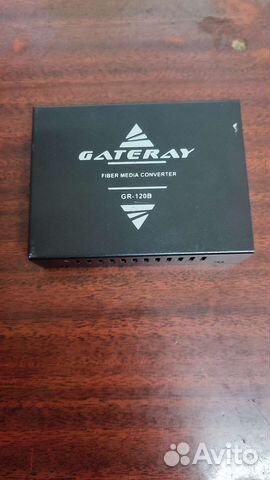 GATERAY
FIBER MEDIA CONVERTER
GR-120B
Avito